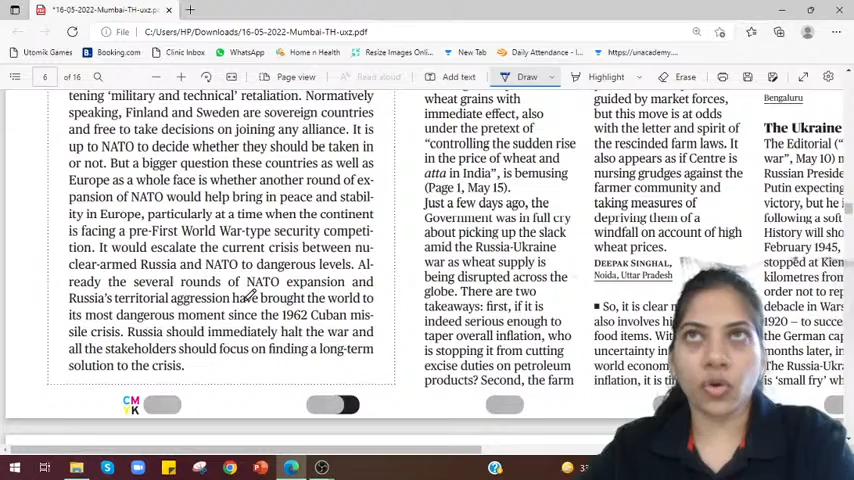 *16-05-2022-Mumbai-TH-uxz.pdf
File
C:/Users/HP/Downloads/16-05-2022-Mumbai-TH-uxz.pdf
Utomik Games
Booking.com
Clinic Inbox
WhatsApp
Home n Health
Resize Images Onl...
New Tab
Daily Attendance - I...
https://unacademy....
6
of 16
Page view
Read aloud
Add text
Draw
Highlight
Erase
tening 'military and technical' retaliation. Normatively
speaking, Finland and Sweden are sovereign countries
and free to take decisions on joining any alliance. It is
up to NATO to decide whether they should be taken in
or not. But a bigger question these countries as well as
Europe as a whole face is whether another round of ex-
pansion of NATO would help bring in peace and stabil-
ity in Europe, particularly at a time when the continent
is facing a pre-First World War-type security competi-
tion. It would escalate the current crisis between nu-
clear-armed Russia and NATO to dangerous levels. Al-
ready the several rounds of NATO expansion and
Russia's territorial aggression have brought the world to
its most dangerous moment since the 1962 Cuban mis-
sile crisis. Russia should immediately halt the war and
all the stakeholders should focus on finding a long-term
solution to the crisis.
CM
YK
wheat grains with
immediate effect, also
under the pretext of
"controlling the sudden rise
in the price of wheat and
atta in India", is bemusing
(Page 1, May 15).
Just a few days ago, the
Government was in full cry
about picking up the slack
amid the Russia-Ukraine
war as wheat supply is
being disrupted across the
globe. There are two
takeaways: first, if it is
indeed serious enough to
taper overall inflation, who
is stopping it from cutting
excise duties on petroleum
products? Second, the farm
guided by market forces,
but this move is at odds
with the letter and spirit of
the rescinded farm laws. It
also appears as if Centre is
nursing grudges against the
farmer community and
taking measures of
depriving them of a
windfall on account of high
wheat prices.
DEEPAK SINGHAL,
Noida, Uttar Pradesh
■ So, it is clear
also involves hi
food items. Wit
uncertainty in
world econom
inflation, it is ti
Bengaluru
The Ukraine
The Editorial ("
war", May 10)
Russian Preside
Putin expecting
victory, but he i
following a soft
History will sho
February 1945,
stopped at Kien
kilometres from
order not to rep
debacle in Wars
1920 – to succe
the German cap
months later, in
and the Russia-Uk
is 'small fry' wh